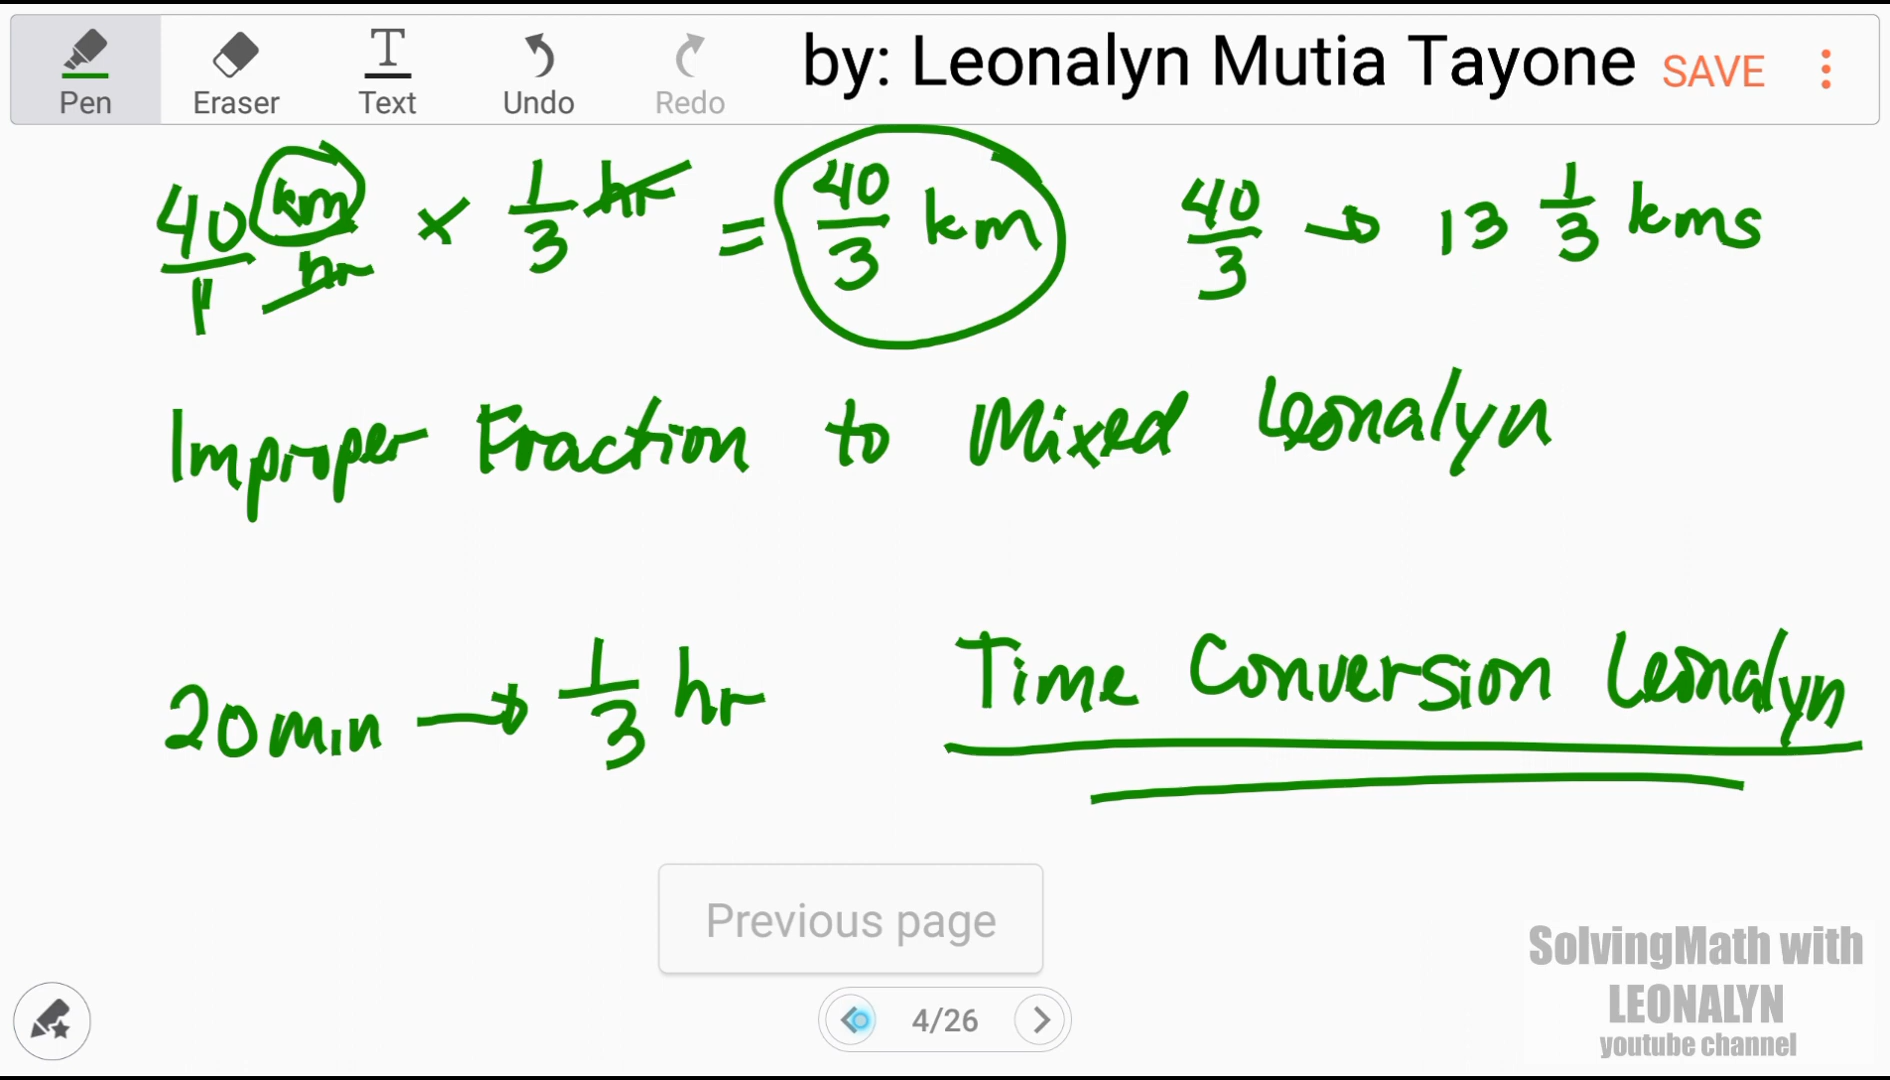 Pen Eraser Text Undo Redo by: Leonalyn Mutia Tayone SAVE
40/1 km/hr × 1/3 hr = 40/3 km 40/3 → 13 1/3 kms
Improper Fraction to Mixed Leonalyn
20 min → 1/3 hr Time Conversion Leonalyn
Previous page
4/26
SolvingMath with
LEONALYN
youtube channel